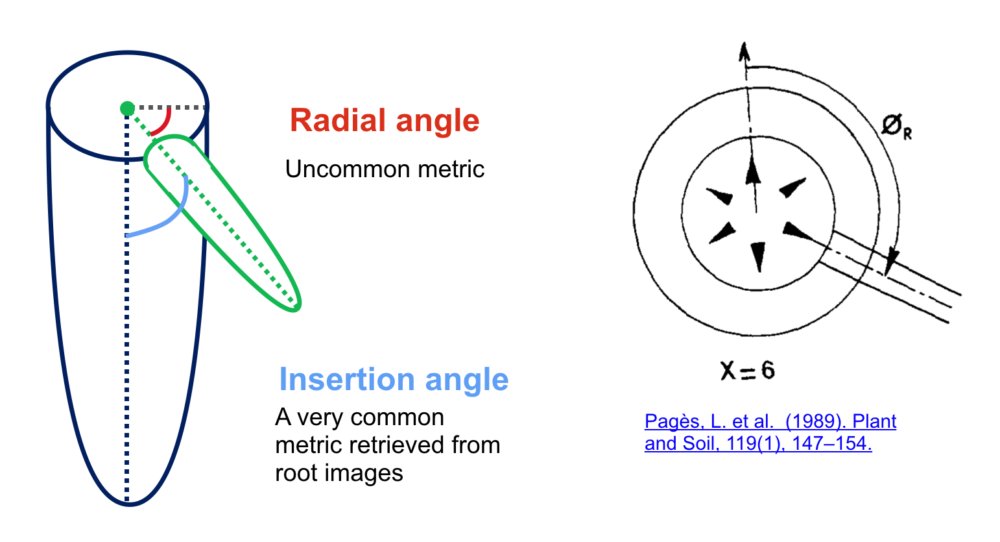 Radial angle
Uncommon metric
Insertion angle
A very common
metric retrieved from
root images
ØR
X=6
Pagès, L. et al.  (1989). Plant
and Soil, 119(1), 147–154.